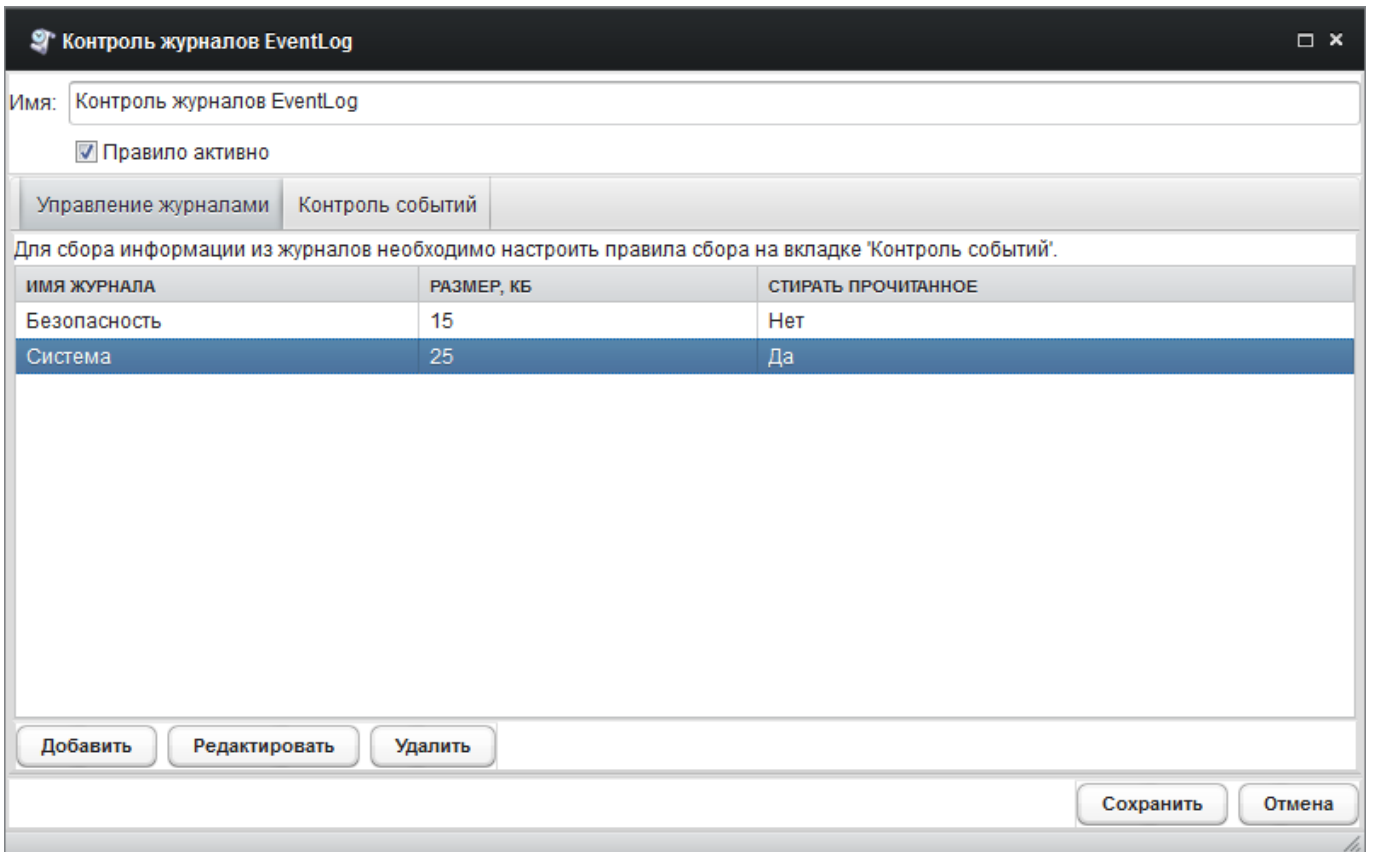 Контроль журналов EventLog
Имя: Контроль журналов EventLog
Правило активно
Управление журналами Контроль событий
Для сбора информации из журналов необходимо настроить правила сбора на вкладке 'Контроль событий'.
ИМЯ ЖУРНАЛА РАЗМЕР, КБ СТИРАТЬ ПРОЧИТАННОЕ
Безопасность 15 Нет
Система 25 Да
Добавить Редактировать Удалить
Сохранить Отмена